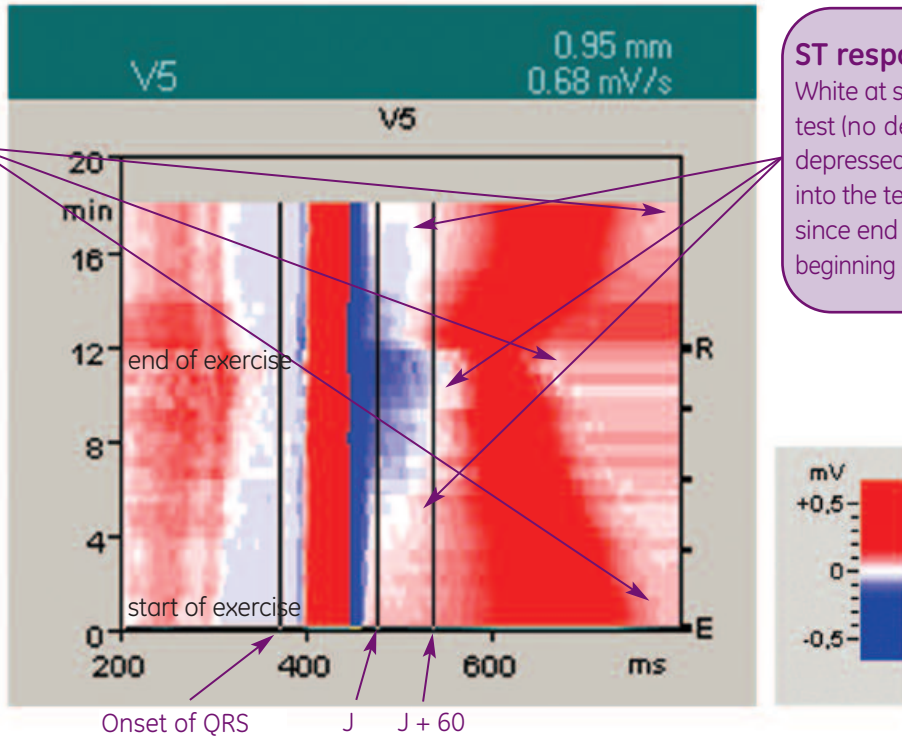 V5
0.95 mm
0.68 mV/s
V5
20
min
16
12
8
4
0
end of exercise
start of exercise
R
E
200
400
600
ms
Onset of QRS
J
J + 60
ST respo
White at s
test (no de
depressed
into the te
since end
beginning
mV
+0,5
0
-0,5